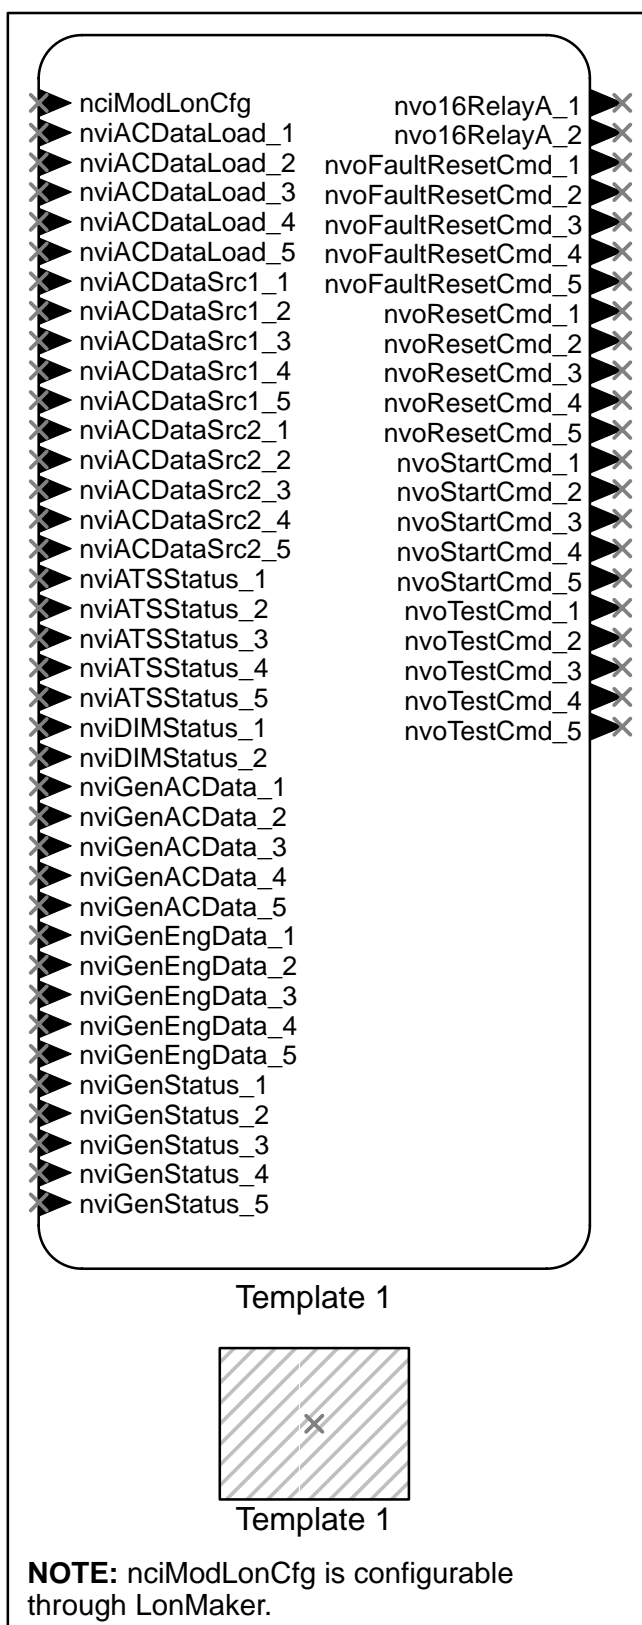 nciModLonCfg
nviACDataLoad_1
nviACDataLoad_2
nviACDataLoad_3
nviACDataLoad_4
nviACDataLoad_5
nviACDataSrc1_1
nviACDataSrc1_2
nviACDataSrc1_3
nviACDataSrc1_4
nviACDataSrc1_5
nviACDataSrc2_1
nviACDataSrc2_2
nviACDataSrc2_3
nviACDataSrc2_4
nviACDataSrc2_5
nviATSStatus_1
nviATSStatus_2
nviATSStatus_3
nviATSStatus_4
nviATSStatus_5
nviDIMStatus_1
nviDIMStatus_2
nviGenACData_1
nviGenACData_2
nviGenACData_3
nviGenACData_4
nviGenACData_5
nviGenEngData_1
nviGenEngData_2
nviGenEngData_3
nviGenEngData_4
nviGenEngData_5
nviGenStatus_1
nviGenStatus_2
nviGenStatus_3
nviGenStatus_4
nviGenStatus_5
nvo16RelayA_1
nvo16RelayA_2
nvoFaultResetCmd_1
nvoFaultResetCmd_2
nvoFaultResetCmd_3
nvoFaultResetCmd_4
nvoFaultResetCmd_5
nvoResetCmd_1
nvoResetCmd_2
nvoResetCmd_3
nvoResetCmd_4
nvoResetCmd_5
nvoStartCmd_1
nvoStartCmd_2
nvoStartCmd_3
nvoStartCmd_4
nvoStartCmd_5
nvoTestCmd_1
nvoTestCmd_2
nvoTestCmd_3
nvoTestCmd_4
nvoTestCmd_5
Template 1
Template 1
NOTE: nciModLonCfg is configurable
through LonMaker.